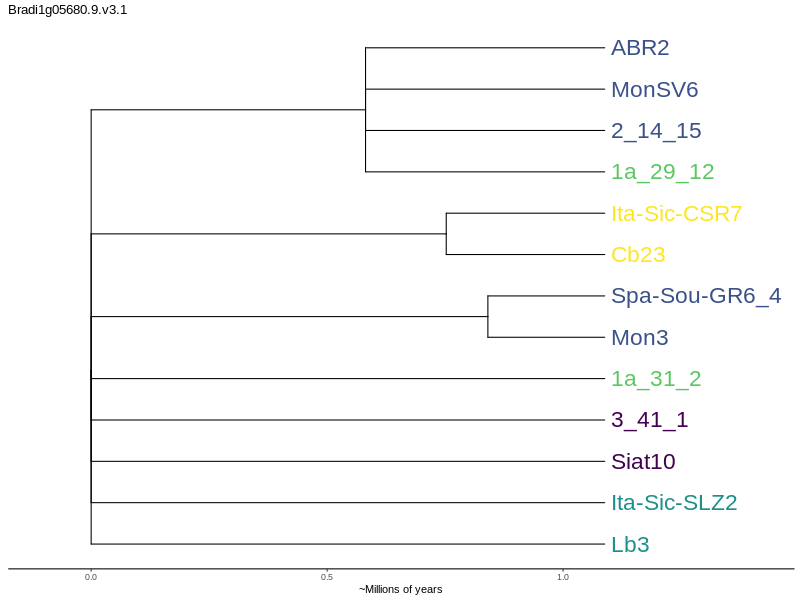 Bradi1g05680.9.v3.1
ABR2
MonSV6
2_14_15
1a_29_12
Ita-Sic-CSR7
Cb23
Spa-Sou-GR6_4
Mon3
1a_31_2
3_41_1
Siat10
Ita-Sic-SLZ2
Lb3
0.0 0.5 1.0
~Millions of years